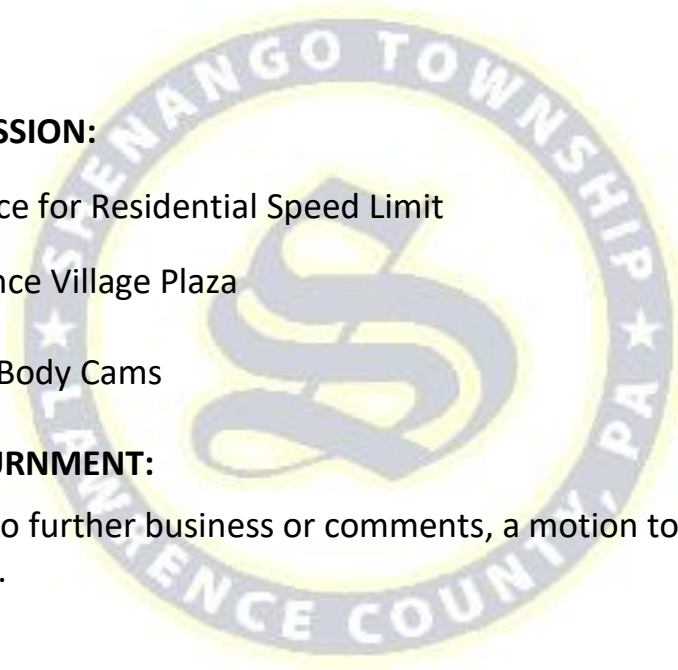 SSION:
ce for Residential Speed Limit
nce Village Plaza
Body Cams
URNMENT:
o further business or comments, a motion to
.
SHENANGO TOWNSHIP
LAWRENCE COUNTY, PA
S